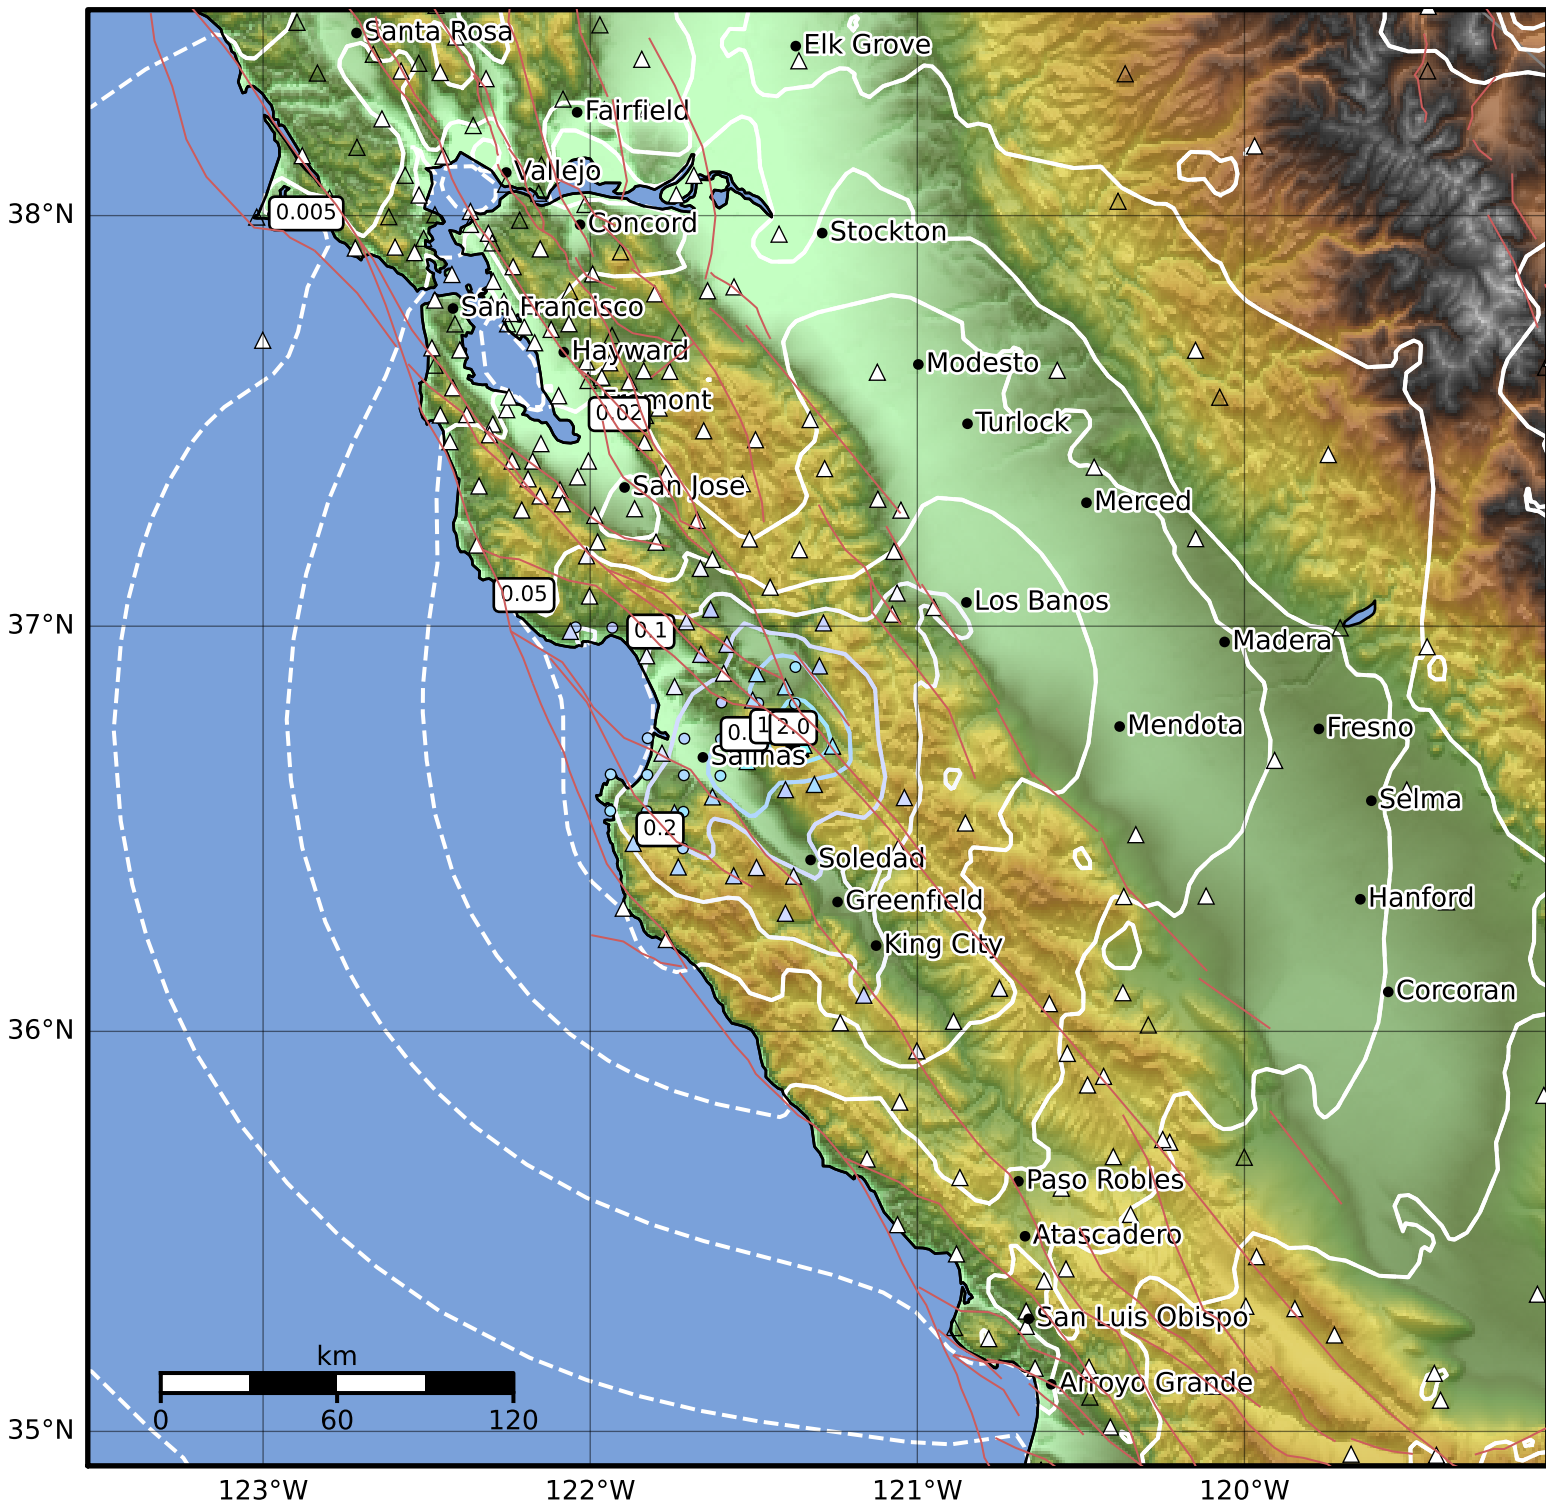 Santa Rosa
Elk Grove
Fairfield
Vallejo
38°N
0.005
Concord
Stockton
San Francisco
Hayward
Modesto
0.02
Turlock
San Jose
Merced
0.05
Los Banos
37°N
0.1
Madera
2.0
Mendota
Fresno
Salinas
Selma
0.2
Soledad
Greenfield
Hanford
King City
Corcoran
36°N
Paso Robles
Atascadero
San Luis Obispo
km
Arroyo Grande
0 60 120
35°N
123°W 122°W 121°W 120°W